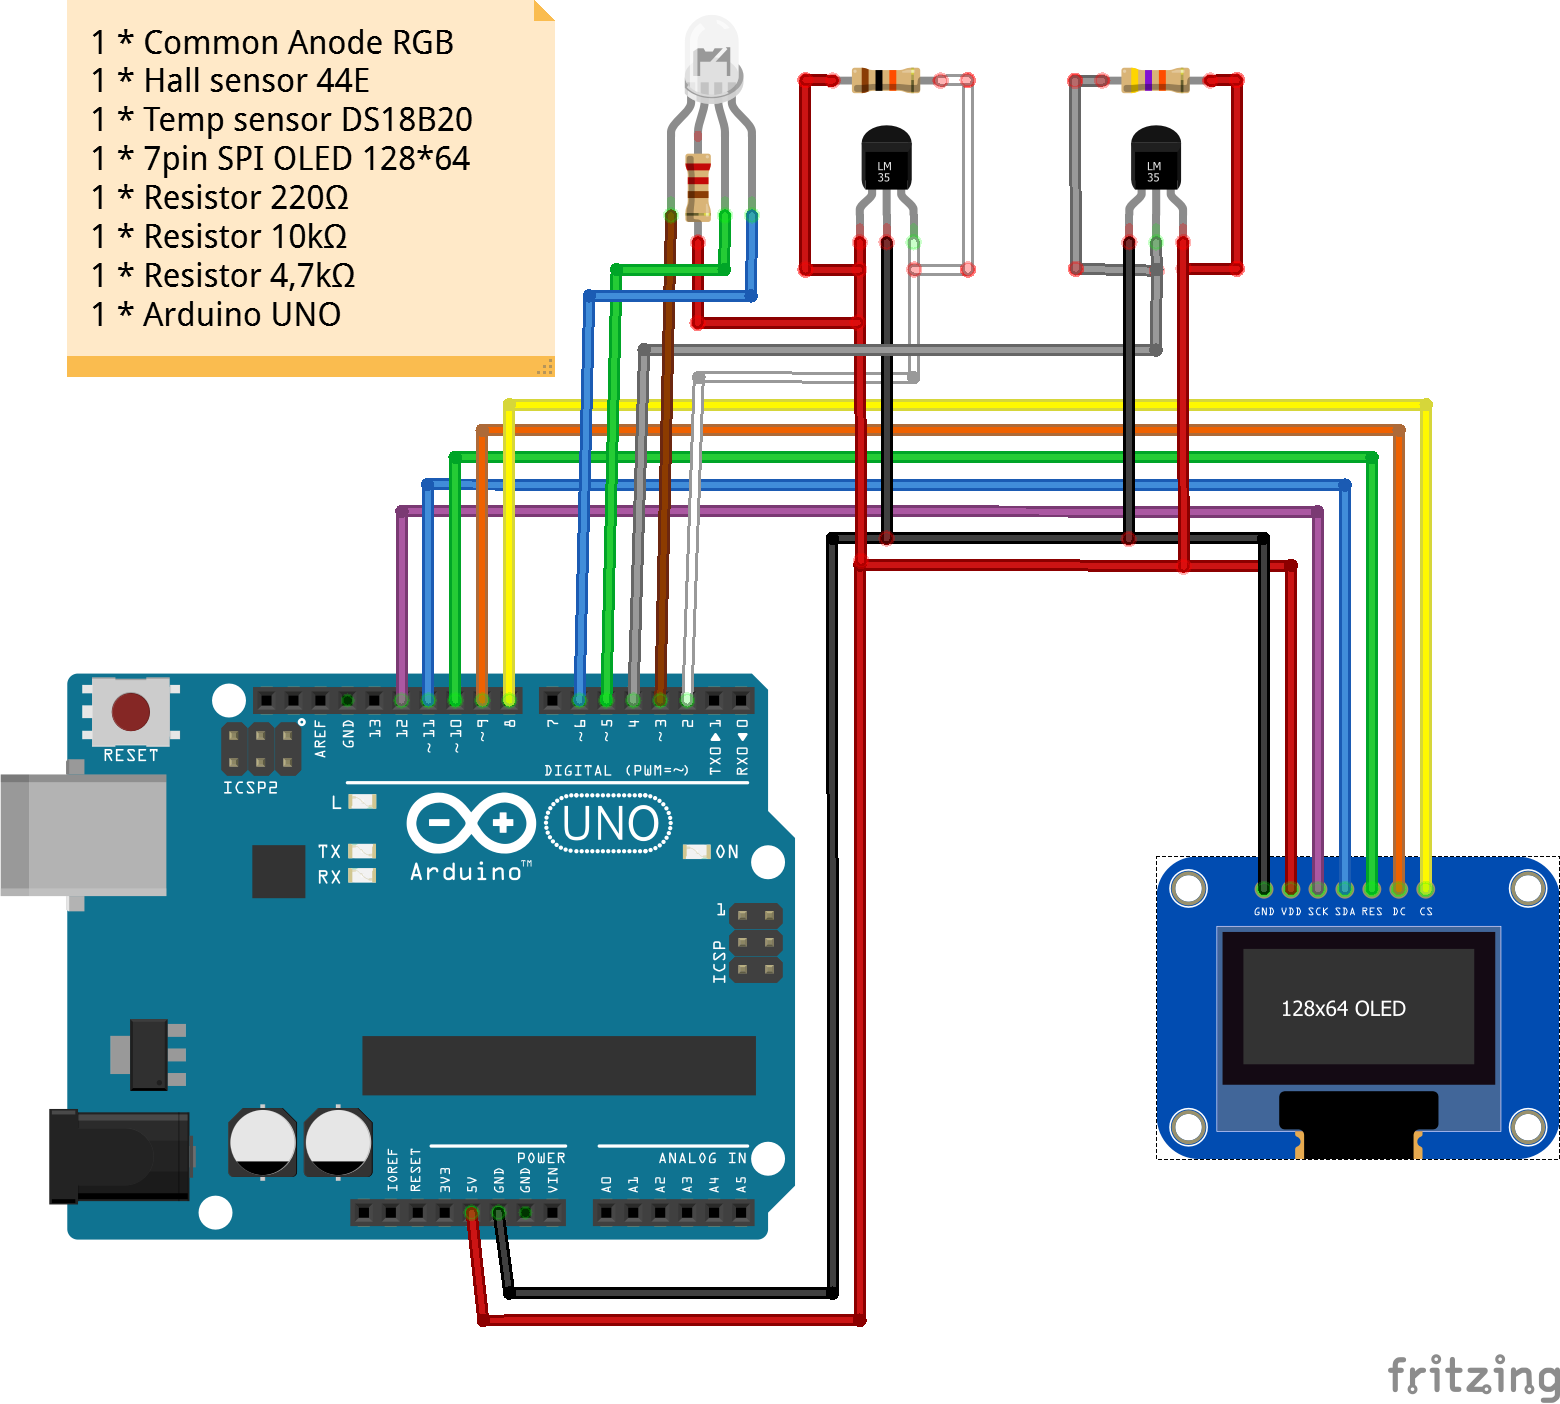 1 * Common Anode RGB
1 * Hall sensor 44E
1 * Temp sensor DS18B20
1 * 7pin SPI OLED 128*64
1 * Resistor 220Ω
1 * Resistor 10kΩ
1 * Resistor 4,7kΩ
1 * Arduino UNO
LM
35
LM
35
RESET
ICSP2
AREF
GND
13
12
~11
~10
~9
8
7
~6
~5
4
~3
2
TX0▶1
RX0◀0
DIGITAL (PWM=~)
L
TX
RX
UNO
Arduino™
ON
1
ICSP
GND VDD SCK SDA RES DC CS
128x64 OLED
IOREF
RESET
3V3
5V
GND
GND
VIN
POWER
ANALOG IN
A0
A1
A2
A3
A4
A5
fritzing